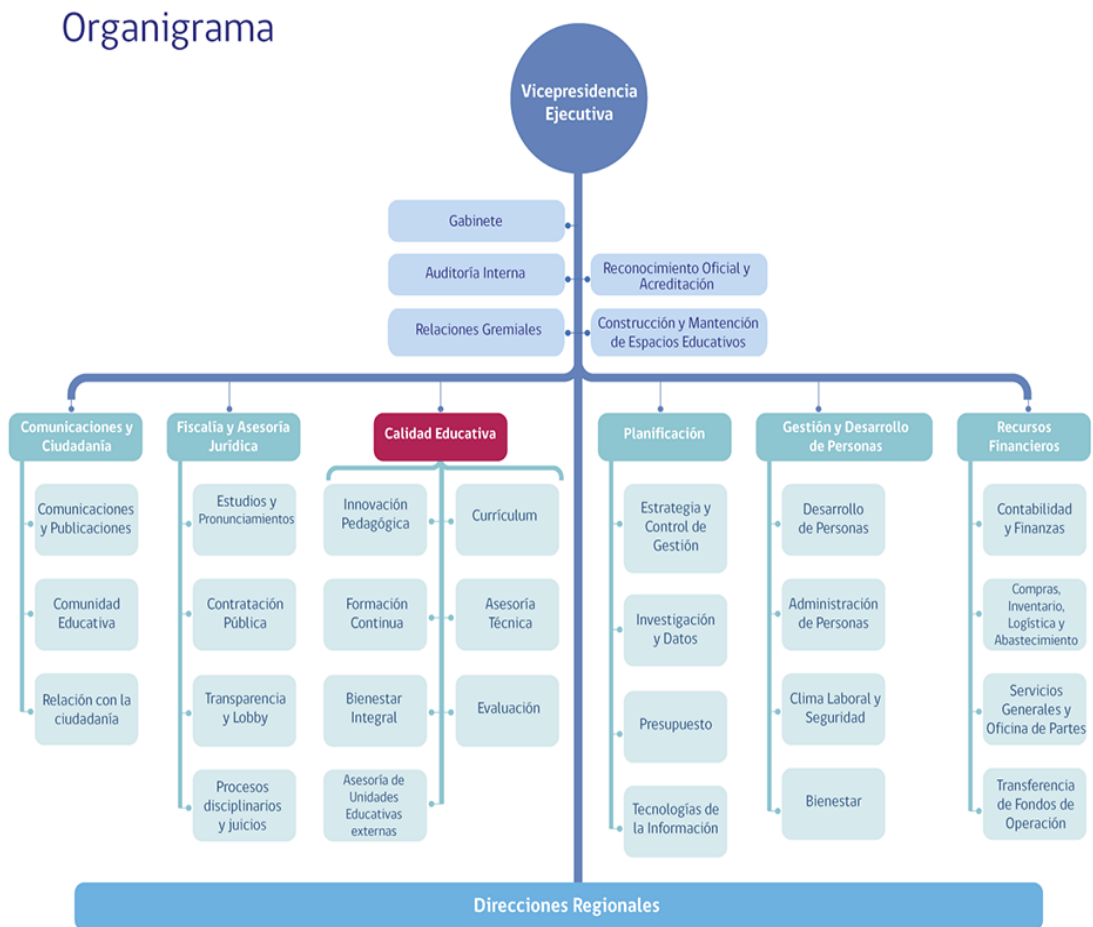 Organigrama
Vicepresidencia
Ejecutiva
Gabinete
Auditoría Interna
Reconocimiento Oficial y
Acreditación
Relaciones Gremiales
Construcción y Mantención
de Espacios Educativos
Comunicaciones y
Ciudadanía
Fiscalía y Asesoría
Jurídica
Calidad Educativa
Planificación
Gestión y Desarrollo
de Personas
Recursos
Financieros
Comunicaciones
y Publicaciones
Comunidad
Educativa
Relación con la
ciudadanía
Estudios y
Pronunciamientos
Contratación
Pública
Transparencia
y Lobby
Procesos
disciplinarios
y juicios
Innovación
Pedagógica
Currículum
Formación
Continua
Asesoría
Técnica
Bienestar
Integral
Evaluación
Asesoría de
Unidades
Educativas
externas
Estrategia y
Control de
Gestión
Investigación
y Datos
Presupuesto
Tecnologías de
la Información
Desarrollo
de Personas
Administración
de Personas
Clima Laboral y
Seguridad
Bienestar
Contabilidad
y Finanzas
Compras,
Inventario,
Logística y
Abastecimiento
Servicios
Generales y
Oficina de Partes
Transferencia
de Fondos de
Operación
Direcciones Regionales